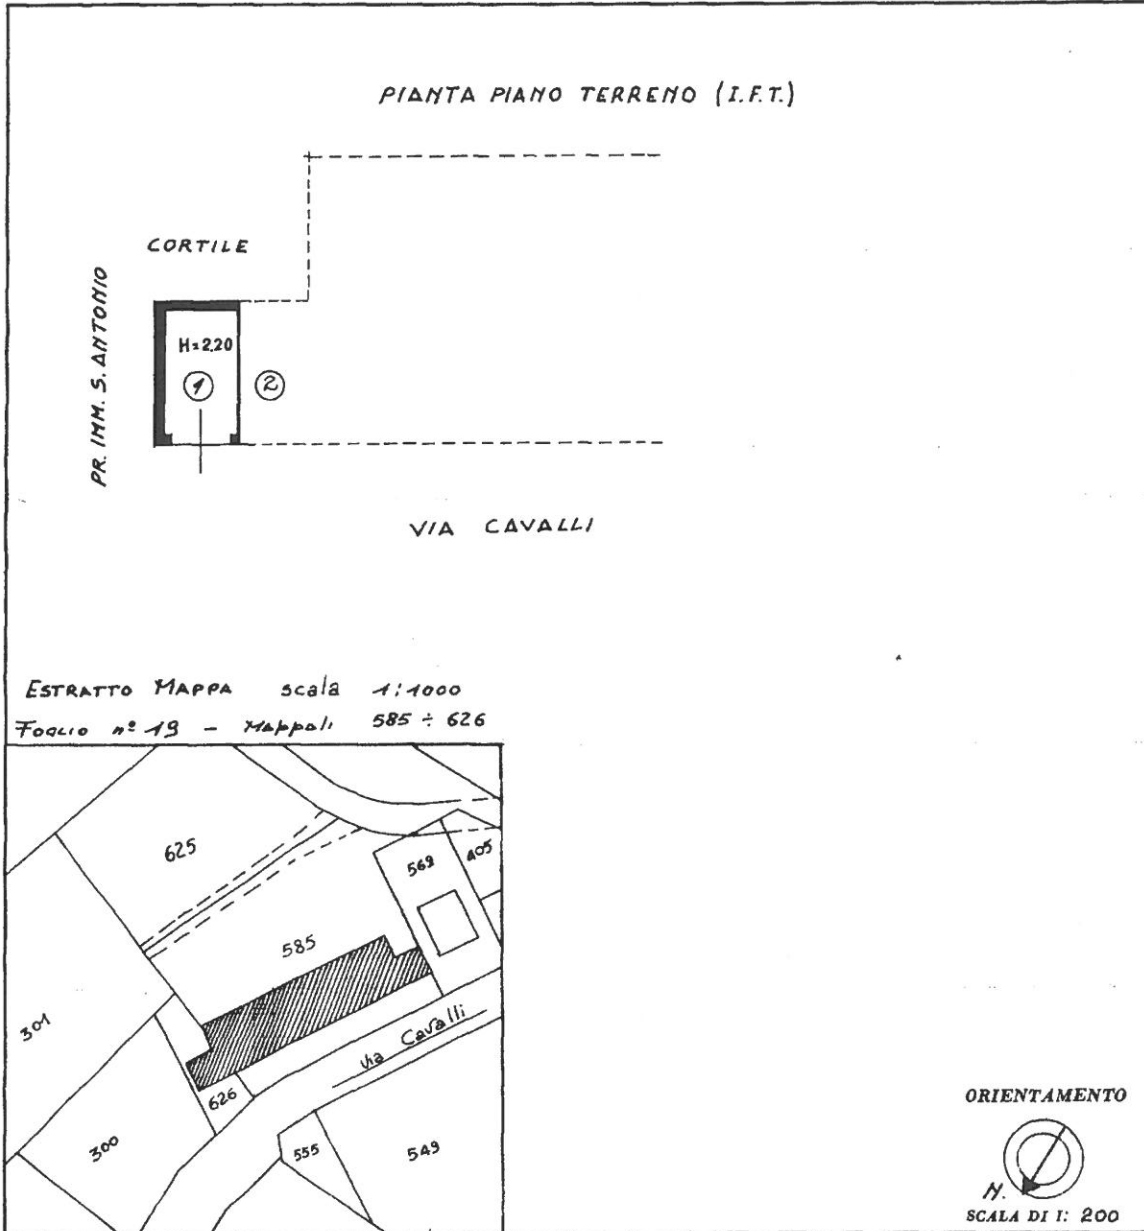 PIANTA PIANO TERRENO (I.F.T.)
CORTILE
PR. IMM. S. ANTONIO
H=2.20
1
2
VIA CAVALLI
ESTRATTO MAPPA scala 1:1000
FOGLIO nº 19 - Mappali 585 ÷ 626
625
569
405
585
301
Via Cavalli
626
300
555
549
ORIENTAMENTO
N.
SCALA DI 1: 200